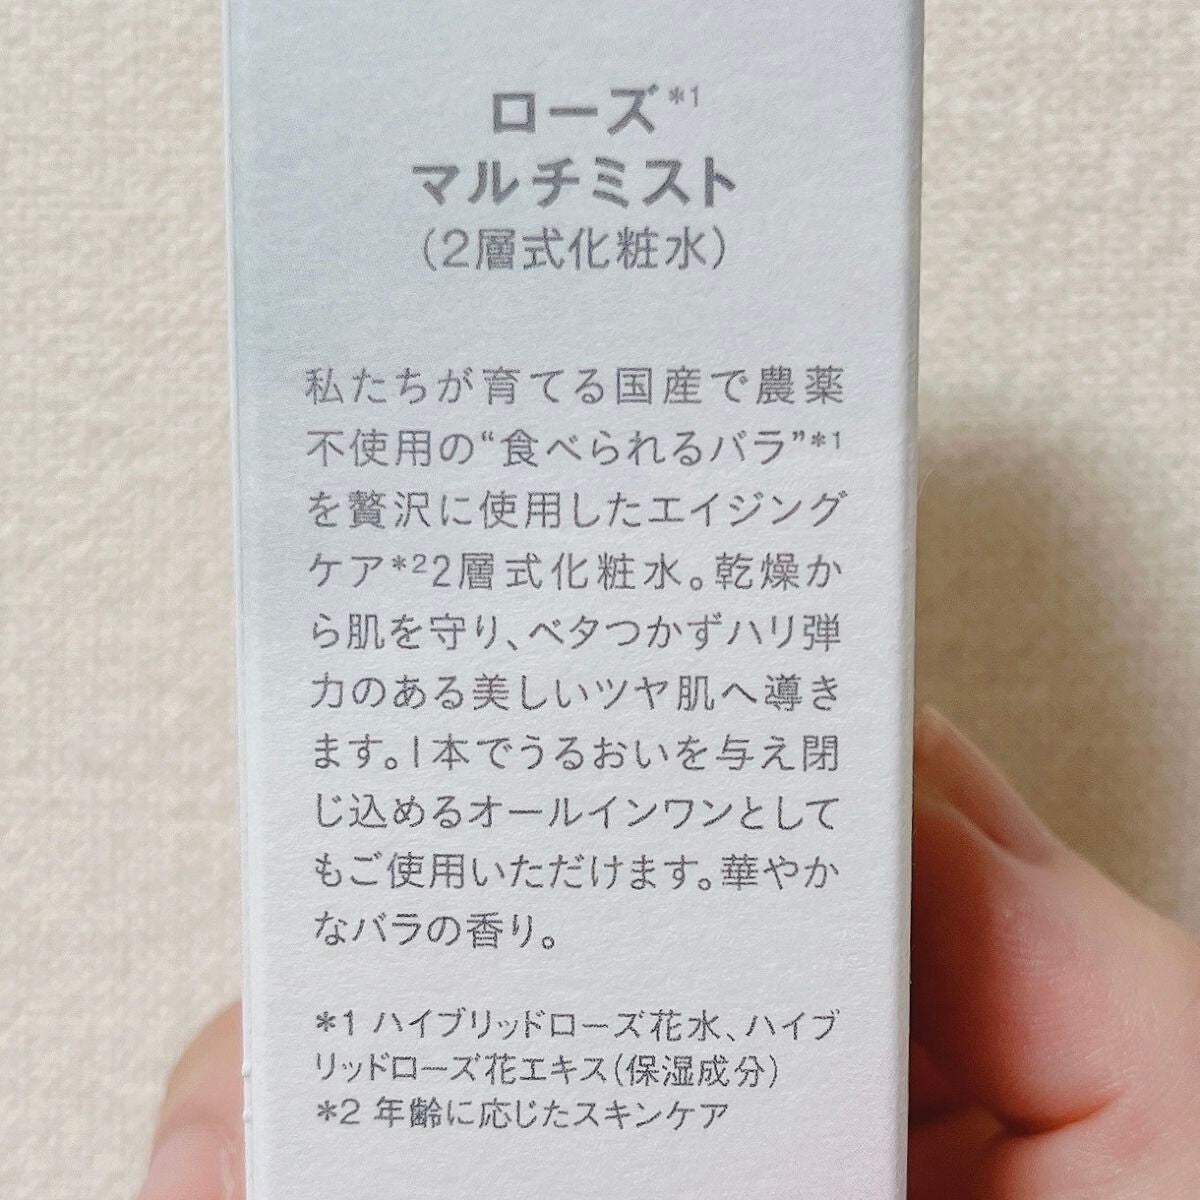 ローズ*1
マルチミスト
(2層式化粧水)
私たちが育てる国産で農薬
不使用の“食べられるバラ”*1
を贅沢に使用したエイジング
ケア*22層式化粧水。乾燥か
ら肌を守り、ベタつかずハリ弾
力のある美しいツヤ肌へ導き
ます。1本でうるおいを与え閉
じ込めるオールインワンとして
もご使用いただけます。華やか
なバラの香り。
*1 ハイブリッドローズ花水、ハイブ
リッドローズ花エキス(保湿成分)
*2 年齢に応じたスキンケア